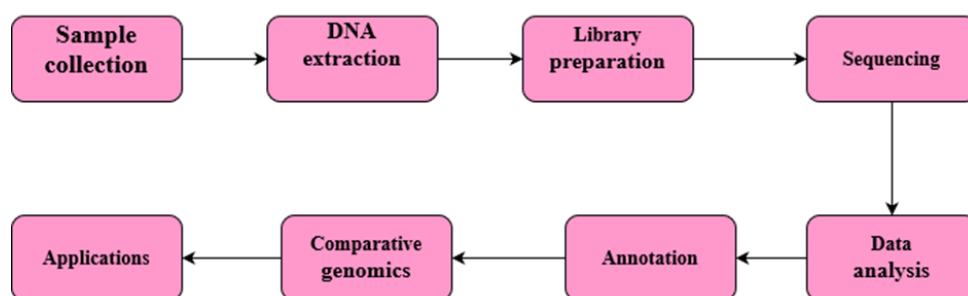 Sample
collection
DNA
extraction
Library
preparation
Sequencing
Data
analysis
Annotation
Comparative
genomics
Applications